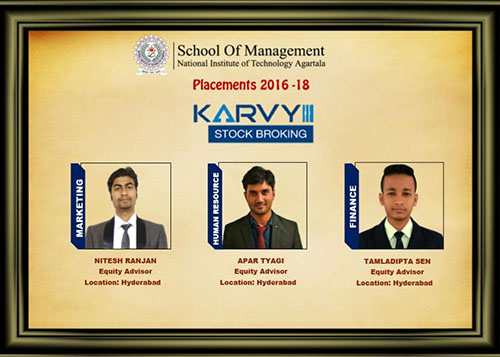 School Of Management
National Institute of Technology Agartala
Placements 2016 -18
KARVY
STOCK BROKING
MARKETING
HUMAN RESOURCE
FINANCE
NITESH RANJAN
Equity Advisor
Location: Hyderabad
APAR TYAGI
Equity Advisor
Location: Hyderabad
TAMLADIPTA SEN
Equity Advisor
Location: Hyderabad